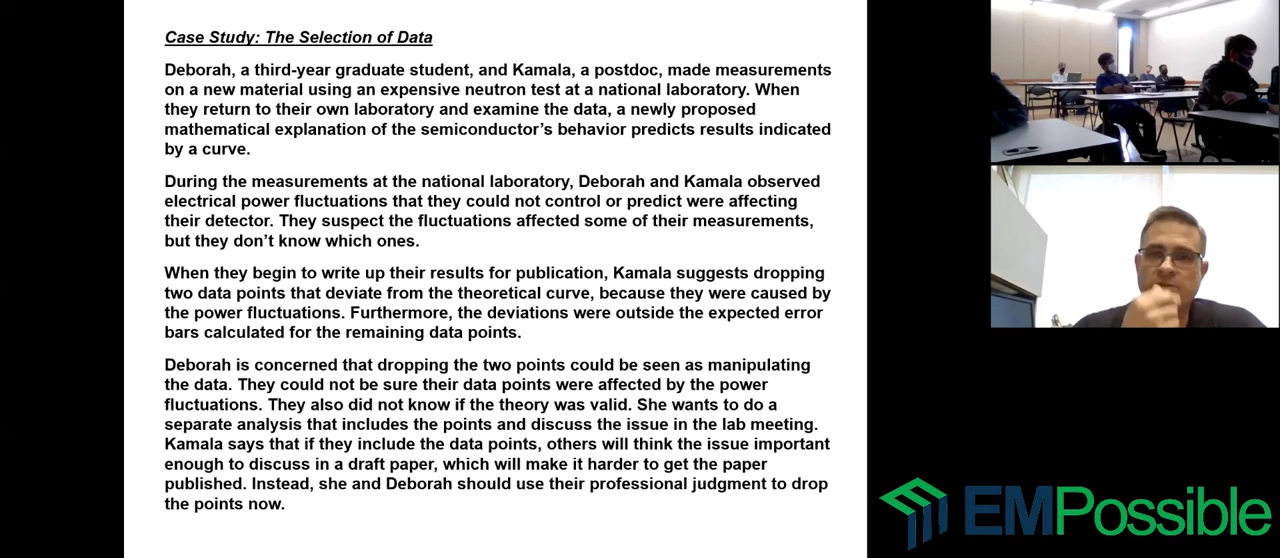 Case Study: The Selection of Data
Deborah, a third-year graduate student, and Kamala, a postdoc, made measurements
on a new material using an expensive neutron test at a national laboratory. When
they return to their own laboratory and examine the data, a newly proposed
mathematical explanation of the semiconductor's behavior predicts results indicated
by a curve.
During the measurements at the national laboratory, Deborah and Kamala observed
electrical power fluctuations that they could not control or predict were affecting
their detector. They suspect the fluctuations affected some of their measurements,
but they don't know which ones.
When they begin to write up their results for publication, Kamala suggests dropping
two data points that deviate from the theoretical curve, because they were caused by
the power fluctuations. Furthermore, the deviations were outside the expected error
bars calculated for the remaining data points.
Deborah is concerned that dropping the two points could be seen as manipulating
the data. They could not be sure their data points were affected by the power
fluctuations. They also did not know if the theory was valid. She wants to do a
separate analysis that includes the points and discuss the issue in the lab meeting.
Kamala says that if they include the data points, others will think the issue important
enough to discuss in a draft paper, which will make it harder to get the paper
published. Instead, she and Deborah should use their professional judgment to drop
the points now.
EMPossible